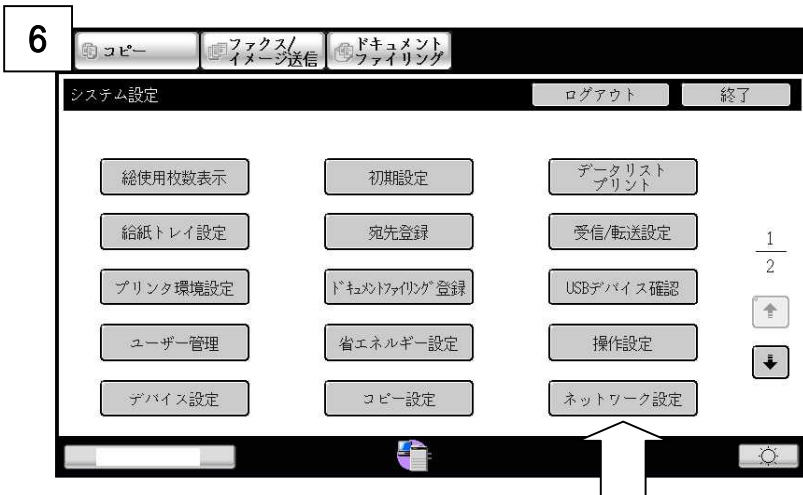 6
コピー
ファクス/
イメージ送信
ドキュメント
ファイリング
システム設定
ログアウト
終了
総使用枚数表示
初期設定
データリスト
プリント
給紙トレイ設定
宛先登録
受信/転送設定
プリンタ環境設定
ﾄﾞｷｭﾒﾝﾄﾌｧｲﾘﾝｸﾞ登録
USBデバイス確認
ユーザー管理
省エネルギー設定
操作設定
デバイス設定
コピー設定
ネットワーク設定
1
2